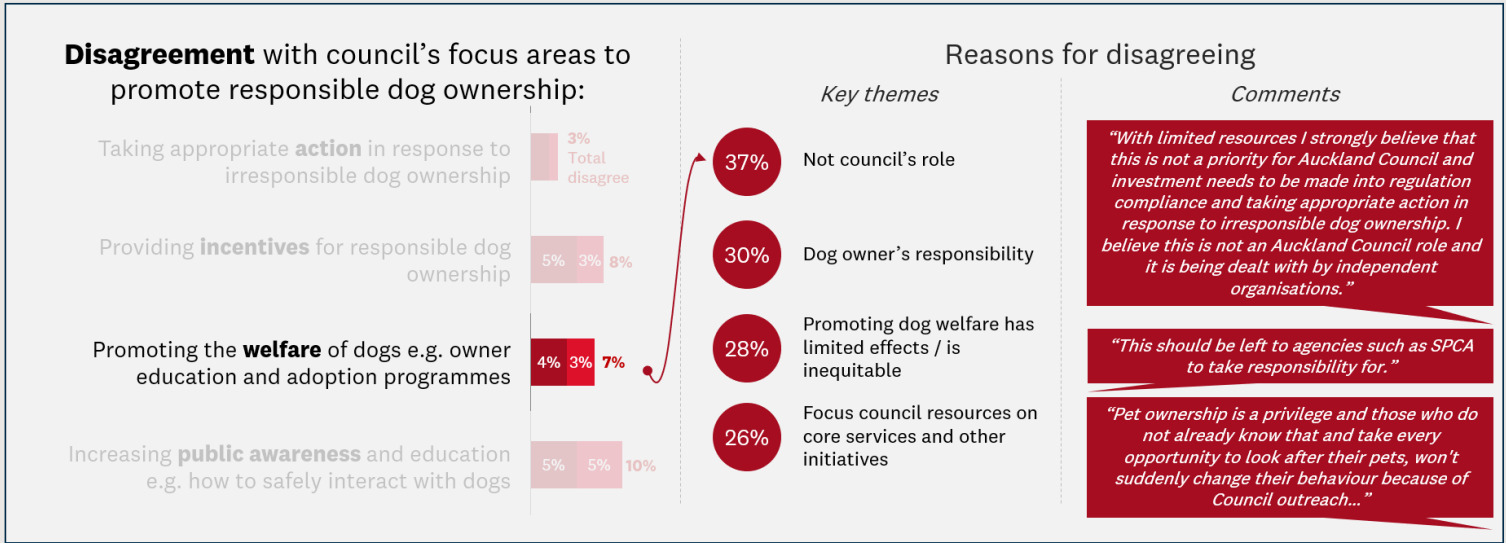 Disagreement with council's focus areas to
promote responsible dog ownership:
Taking appropriate action in response to
irresponsible dog ownership
3%
Total
disagree
Providing incentives for responsible dog
ownership
5% 3% 8%
Promoting the welfare of dogs e.g. owner
education and adoption programmes
4% 3% 7%
Increasing public awareness and education
e.g. how to safely interact with dogs
5% 5% 10%
Reasons for disagreeing
Key themes
37% Not council's role
30% Dog owner's responsibility
28%
Promoting dog welfare has
limited effects / is
inequitable
26%
Focus council resources on
core services and other
initiatives
Comments
“With limited resources I strongly believe that
this is not a priority for Auckland Council and
investment needs to be made into regulation
compliance and taking appropriate action in
response to irresponsible dog ownership. I
believe this is not an Auckland Council role and
it is being dealt with by independent
organisations.”
“This should be left to agencies such as SPCA
to take responsibility for.”
“Pet ownership is a privilege and those who do
not already know that and take every
opportunity to look after their pets, won't
suddenly change their behaviour because of
Council outreach...”